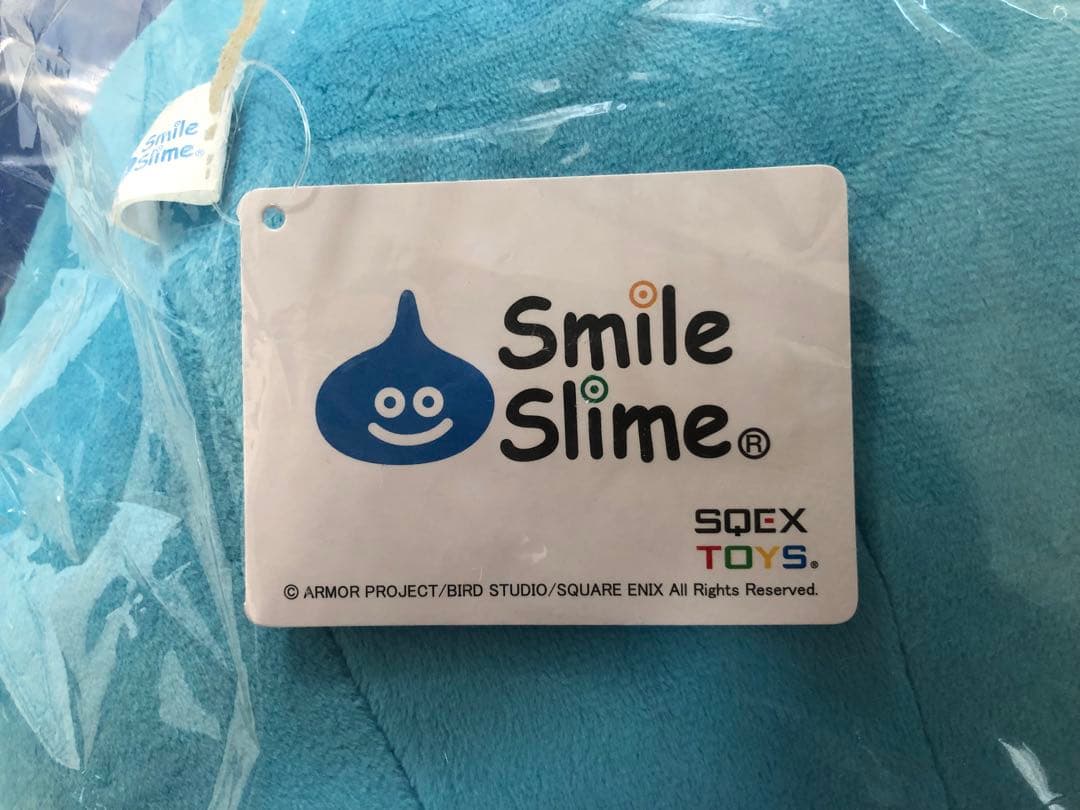 Smile
Slime®
Smile
Slime®
SQEX
TOYS®
© ARMOR PROJECT/BIRD STUDIO/SQUARE ENIX All Rights Reserved.